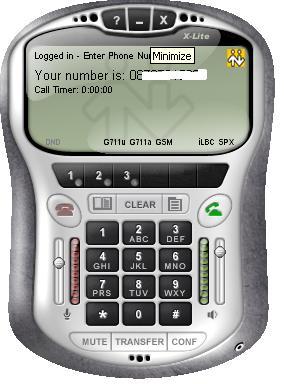 ? – X
X-Lite
Logged in - Enter Phone Nu
Minimize
Your number is:
Call Timer: 0:00:00
DND G711u G711a GSM iLBC SPX
1 2 3
CLEAR
1 2 ABC 3 DEF
4 GHI 5 JKL 6 MNO
7 PRS 8 TUV 9 WXY
* 0 #
MUTE TRANSFER CONF